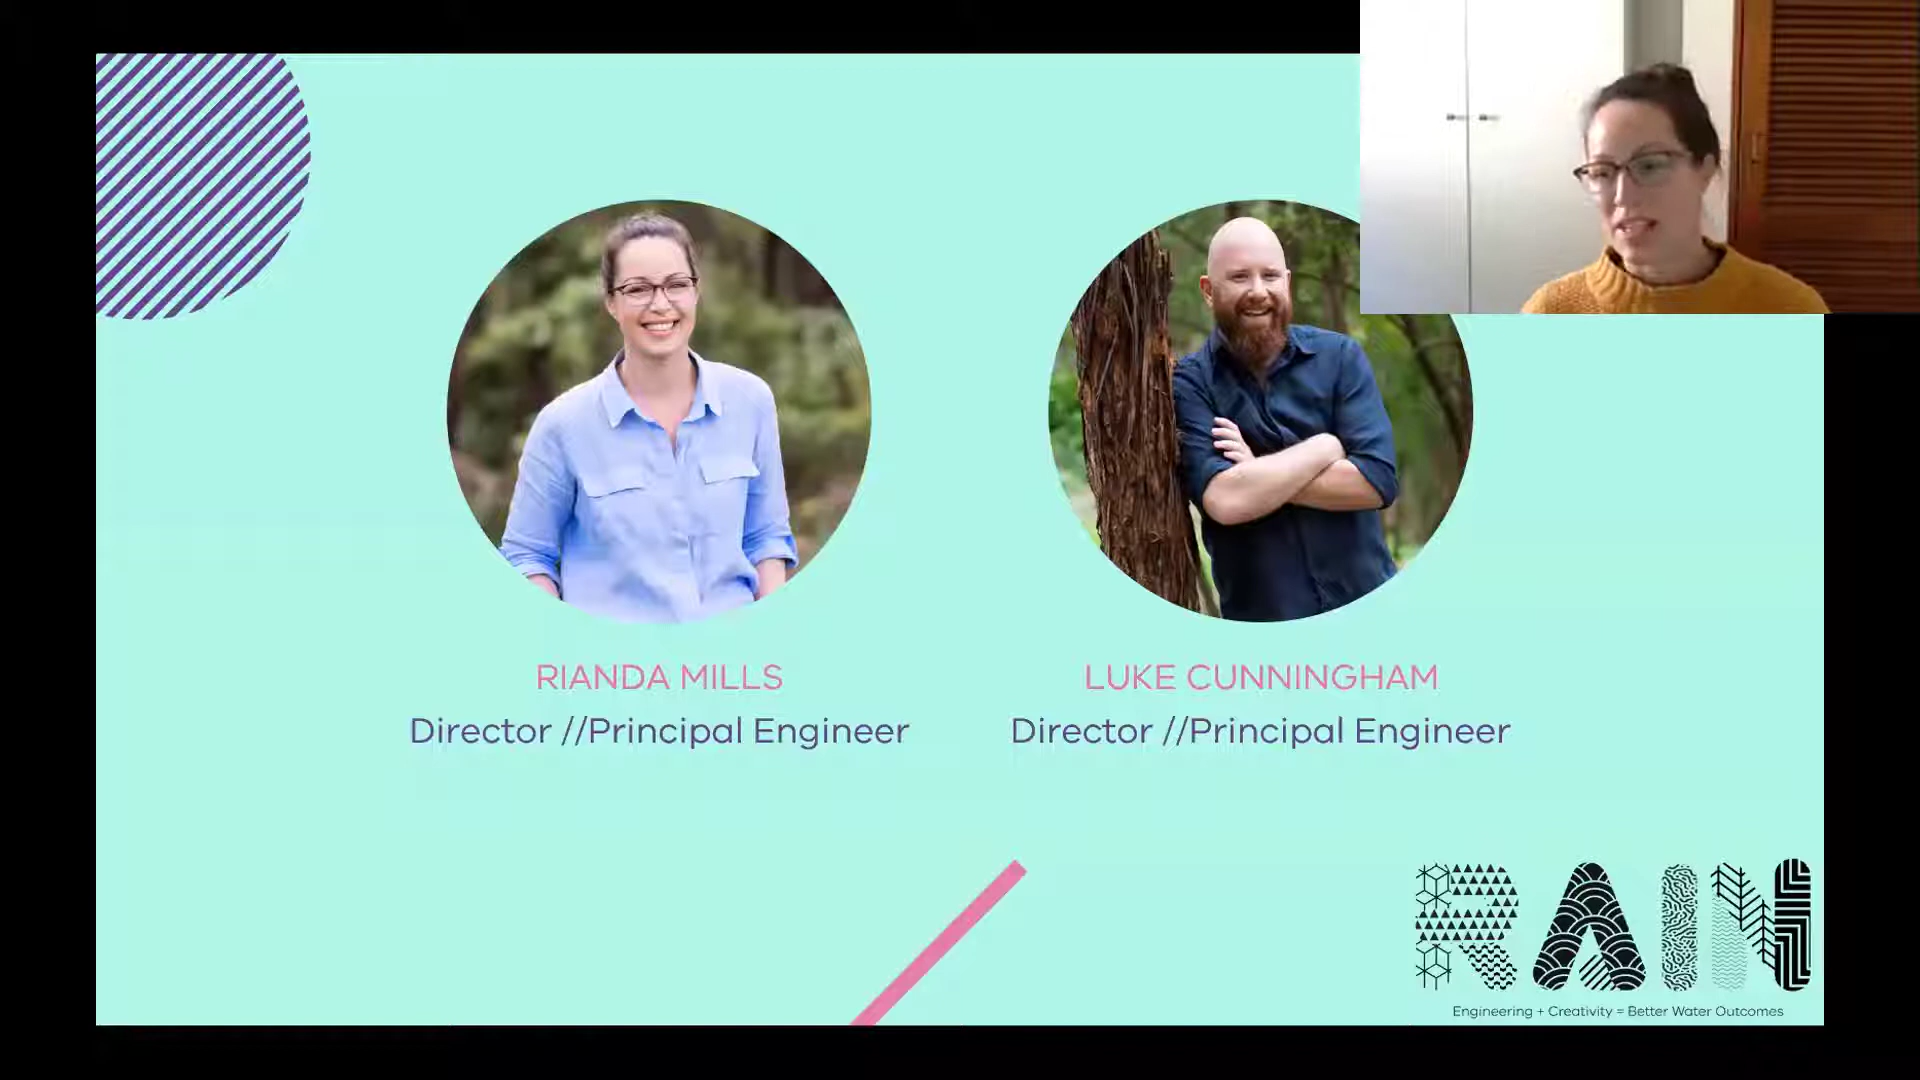 RIANDA MILLS
Director //Principal Engineer
LUKE CUNNINGHAM
Director //Principal Engineer
RAIN
Engineering + Creativity = Better Water Outcomes